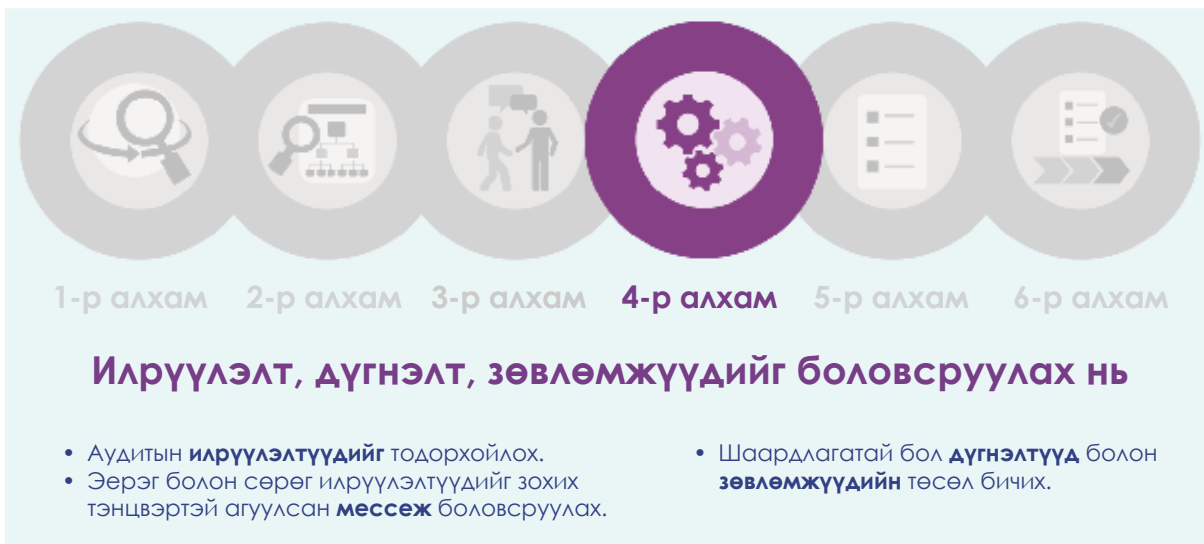 1-р алхам 2-р алхам 3-р алхам 4-р алхам 5-р алхам 6-р алхам
Илрүүлэлт, дүгнэлт, зөвлөмжүүдийг боловсруулах нь
• Аудитын илрүүлэлтүүдийг тодорхойлох.
• Эерэг болон сөрөг илрүүлэлтүүдийг зохих
тэнцвэртэй агуулсан мессеж боловсруулах.
• Шаардлагатай бол дүгнэлтүүд болон
зөвлөмжүүдийн төсөл бичих.